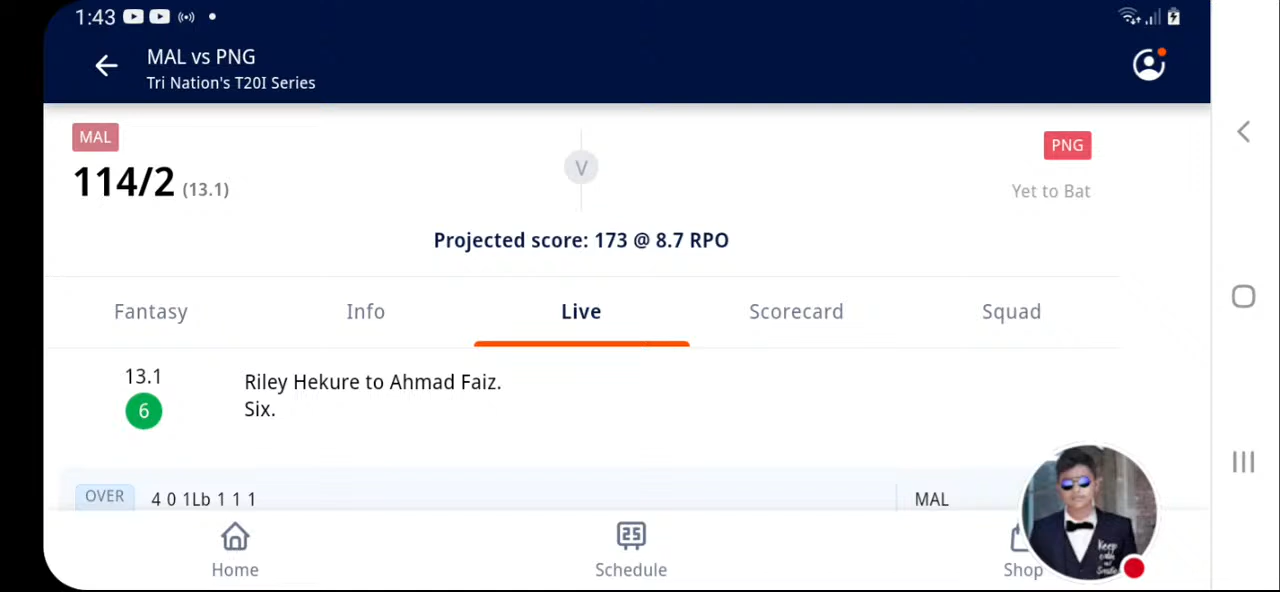 1:43
MAL vs PNG
Tri Nation's T20I Series
MAL
PNG
V
114/2 (13.1)
Yet to Bat
Projected score: 173 @ 8.7 RPO
Fantasy Info Live Scorecard Squad
13.1
Riley Hekure to Ahmad Faiz.
6
Six.
OVER 4 0 1Lb 1 1 1 MAL
25
Home Schedule Shop
Keep
Smile